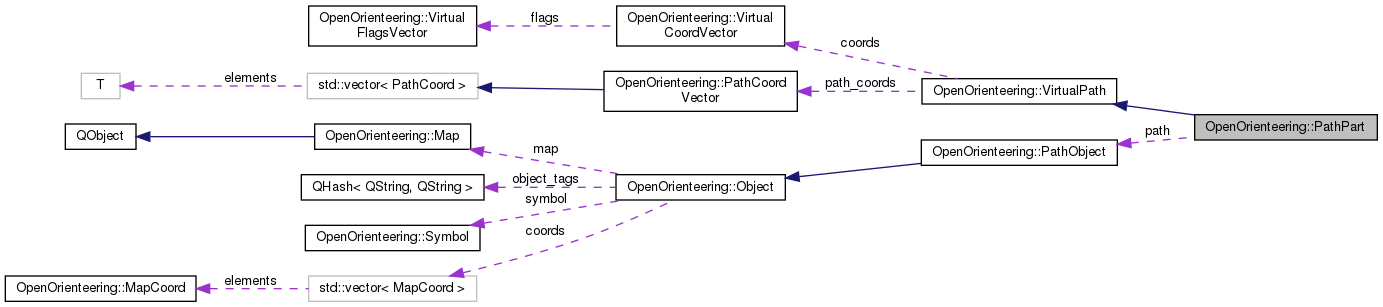 OpenOrienteering::Virtual
FlagsVector
flags
OpenOrienteering::Virtual
CoordVector
coords
T
elements
std::vector< PathCoord >
OpenOrienteering::PathCoord
Vector
path_coords
OpenOrienteering::VirtualPath
OpenOrienteering::PathPart
path
QObject
OpenOrienteering::Map
map
OpenOrienteering::PathObject
QHash< QString, QString >
object_tags
OpenOrienteering::Object
symbol
OpenOrienteering::Symbol
coords
OpenOrienteering::MapCoord
elements
std::vector< MapCoord >